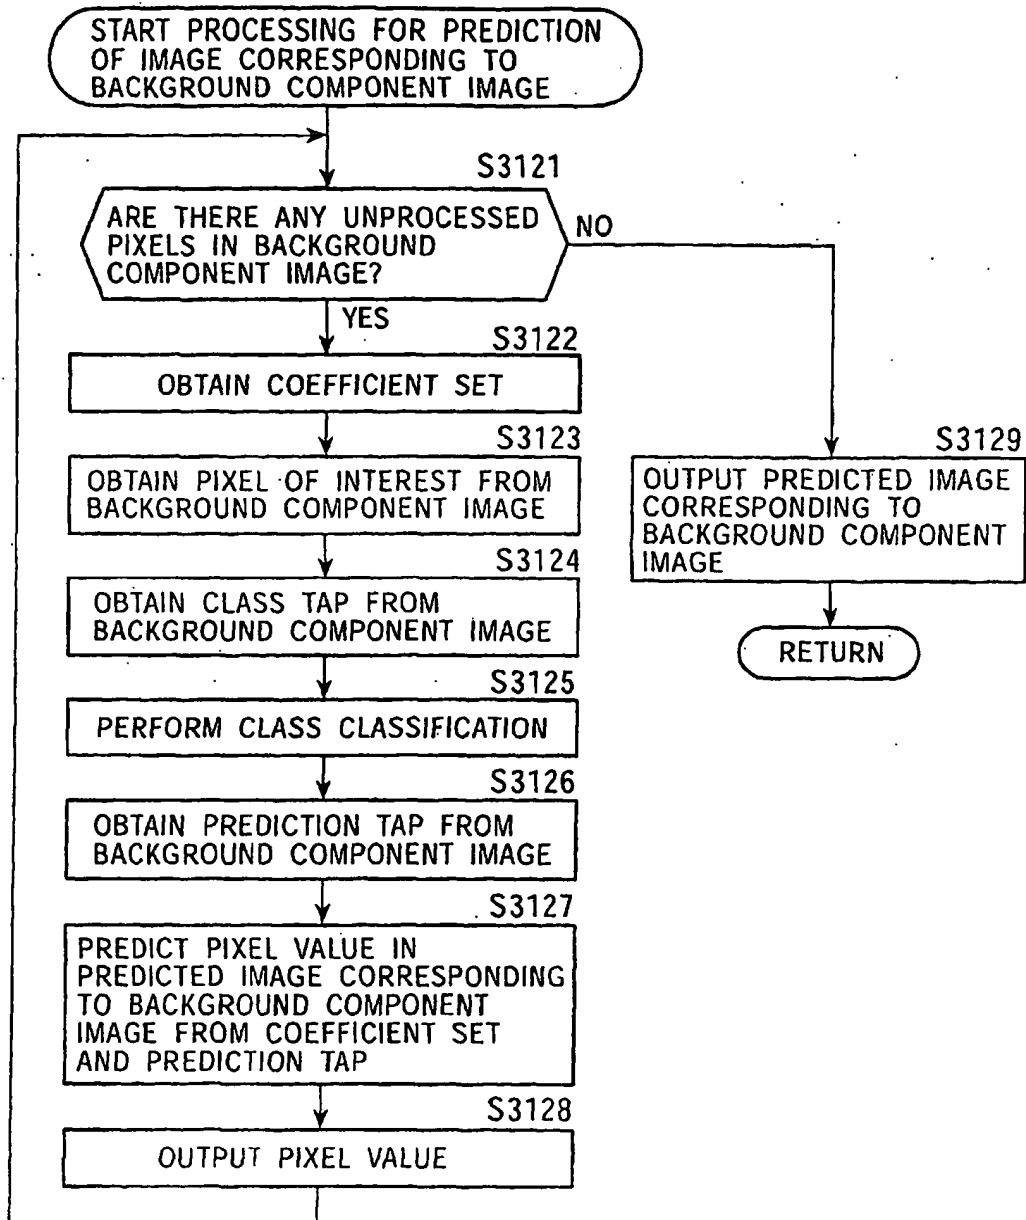 START PROCESSING FOR PREDICTION
OF IMAGE CORRESPONDING TO
BACKGROUND COMPONENT IMAGE
S3121
ARE THERE ANY UNPROCESSED
PIXELS IN BACKGROUND
COMPONENT IMAGE?
NO
YES
S3122
OBTAIN COEFFICIENT SET
S3123
OBTAIN PIXEL OF INTEREST FROM
BACKGROUND COMPONENT IMAGE
S3124
OBTAIN CLASS TAP FROM
BACKGROUND COMPONENT IMAGE
S3125
PERFORM CLASS CLASSIFICATION
S3126
OBTAIN PREDICTION TAP FROM
BACKGROUND COMPONENT IMAGE
S3127
PREDICT PIXEL VALUE IN
PREDICTED IMAGE CORRESPONDING
TO BACKGROUND COMPONENT
IMAGE FROM COEFFICIENT SET
AND PREDICTION TAP
S3128
OUTPUT PIXEL VALUE
S3129
OUTPUT PREDICTED IMAGE
CORRESPONDING TO
BACKGROUND COMPONENT
IMAGE
RETURN